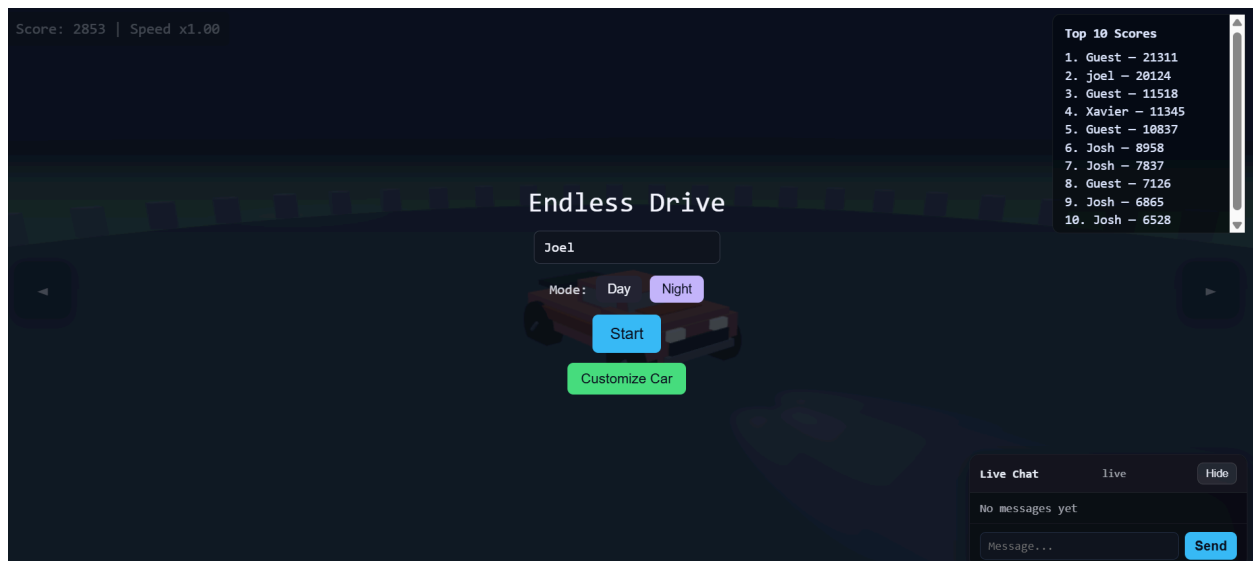 Score: 2853 | Speed x1.00
Top 10 Scores
1. Guest — 21311
2. joel — 20124
3. Guest — 11518
4. Xavier — 11345
5. Guest — 10837
6. Josh — 8958
7. Josh — 7837
8. Guest — 7126
9. Josh — 6865
10. Josh — 6528
Endless Drive
Joel
Mode: Day Night
Start
Customize Car
Live Chat live Hide
No messages yet
Message... Send